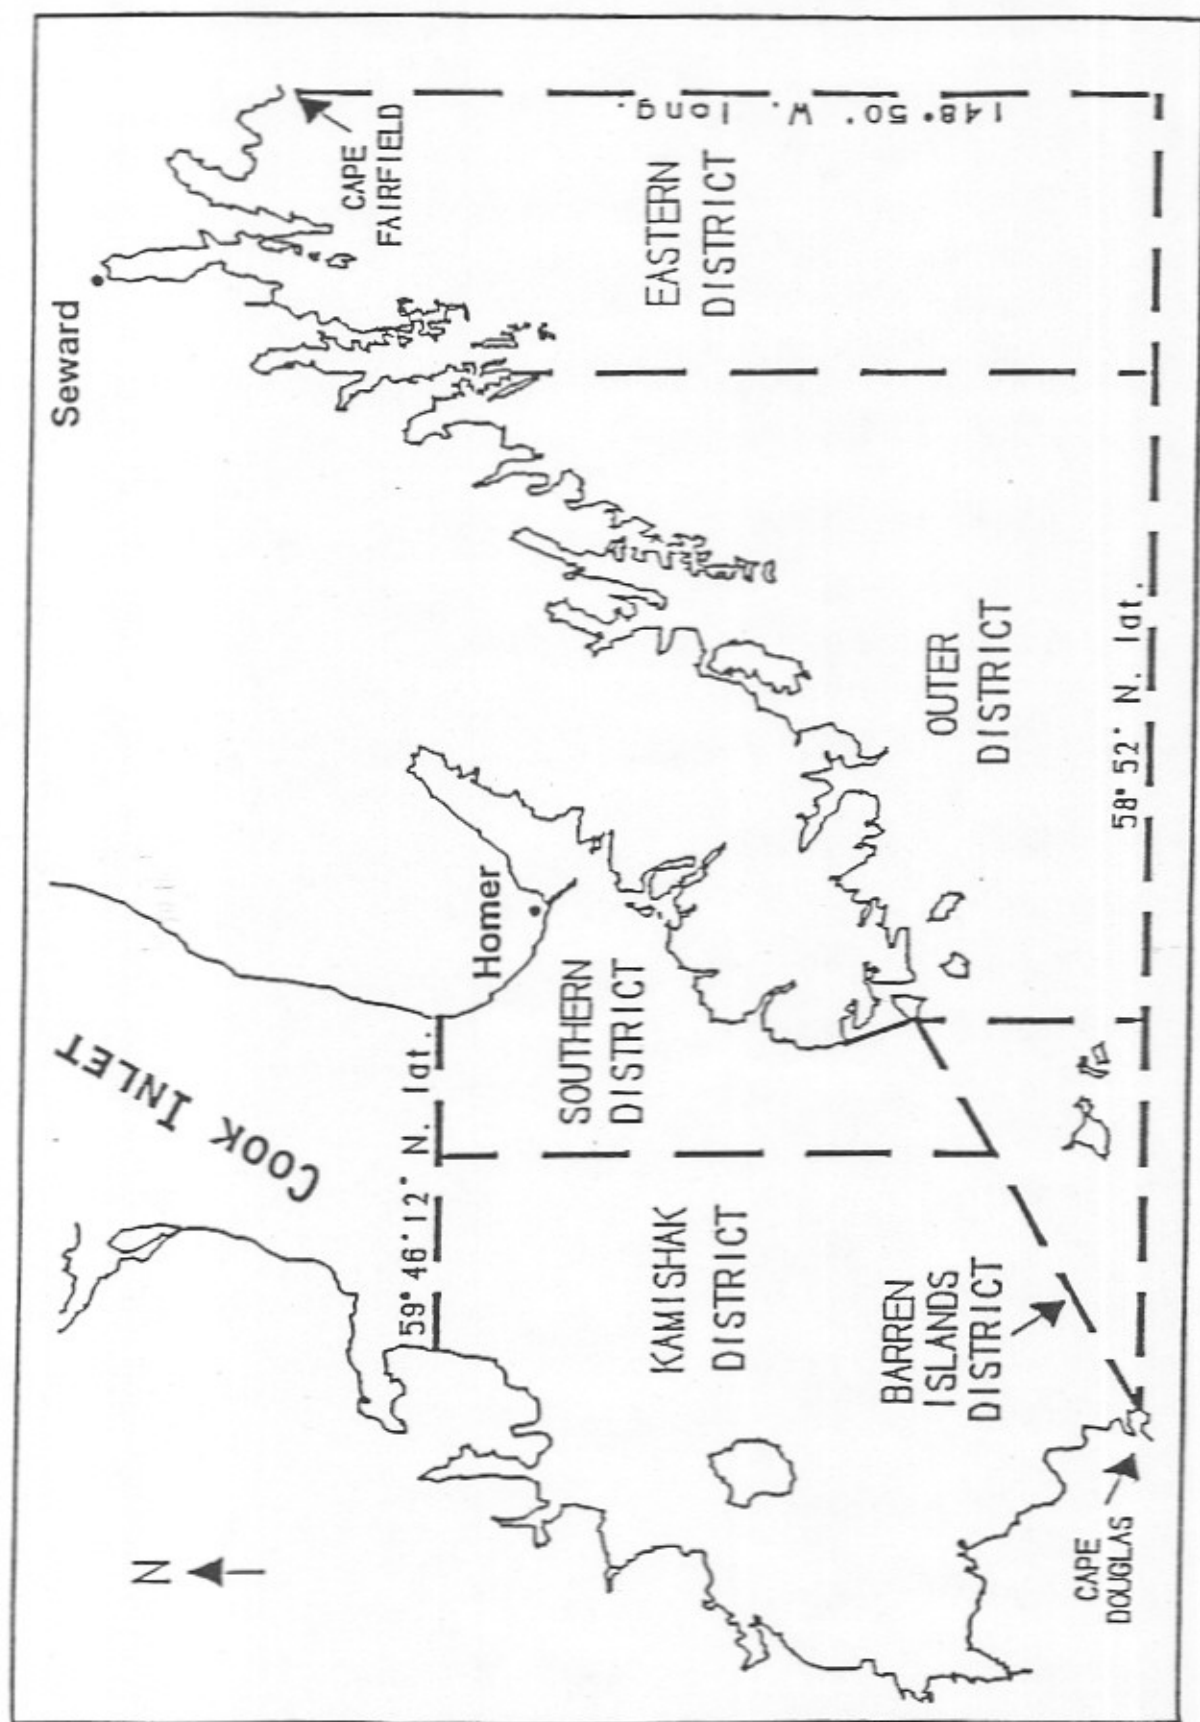 Seward
CAPE
FAIRFIELD
148° 50' W. long.
EASTERN
DISTRICT
COOK INLET
59° 46' 12" N. lat.
Homer
SOUTHERN
DISTRICT
OUTER
DISTRICT
KAMISHAK
DISTRICT
BARREN
ISLANDS
DISTRICT
58° 52' N. lat.
CAPE
DOUGLAS
N